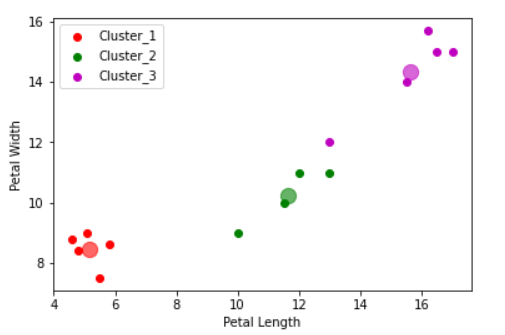 16
14
12
10
8
Petal Width
Cluster_1
Cluster_2
Cluster_3
4 6 8 10 12 14 16
Petal Length